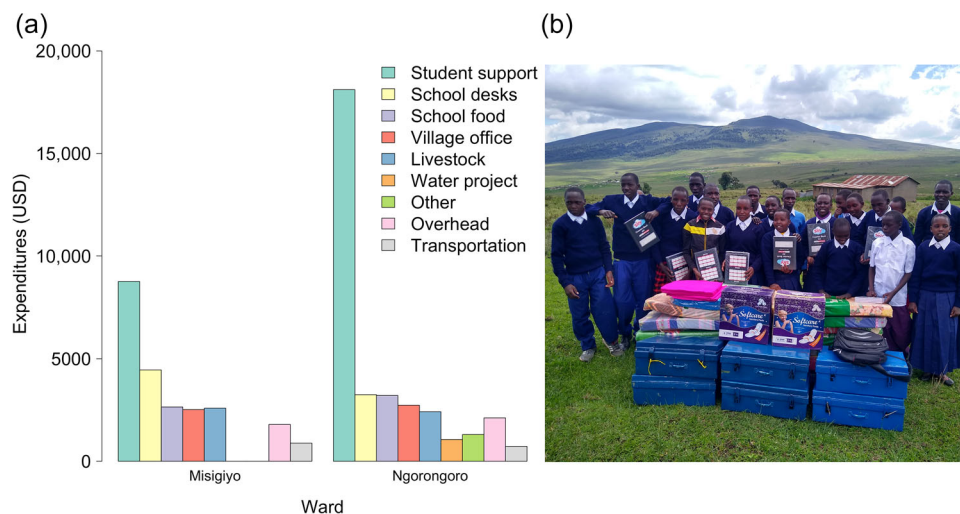 (a)
(b)
20,000
15,000
10,000
5000
0
Expenditures (USD)
Student support
School desks
School food
Village office
Livestock
Water project
Other
Overhead
Transportation
Misigiyo
Ngorongoro
Ward
Softcare
Softcare